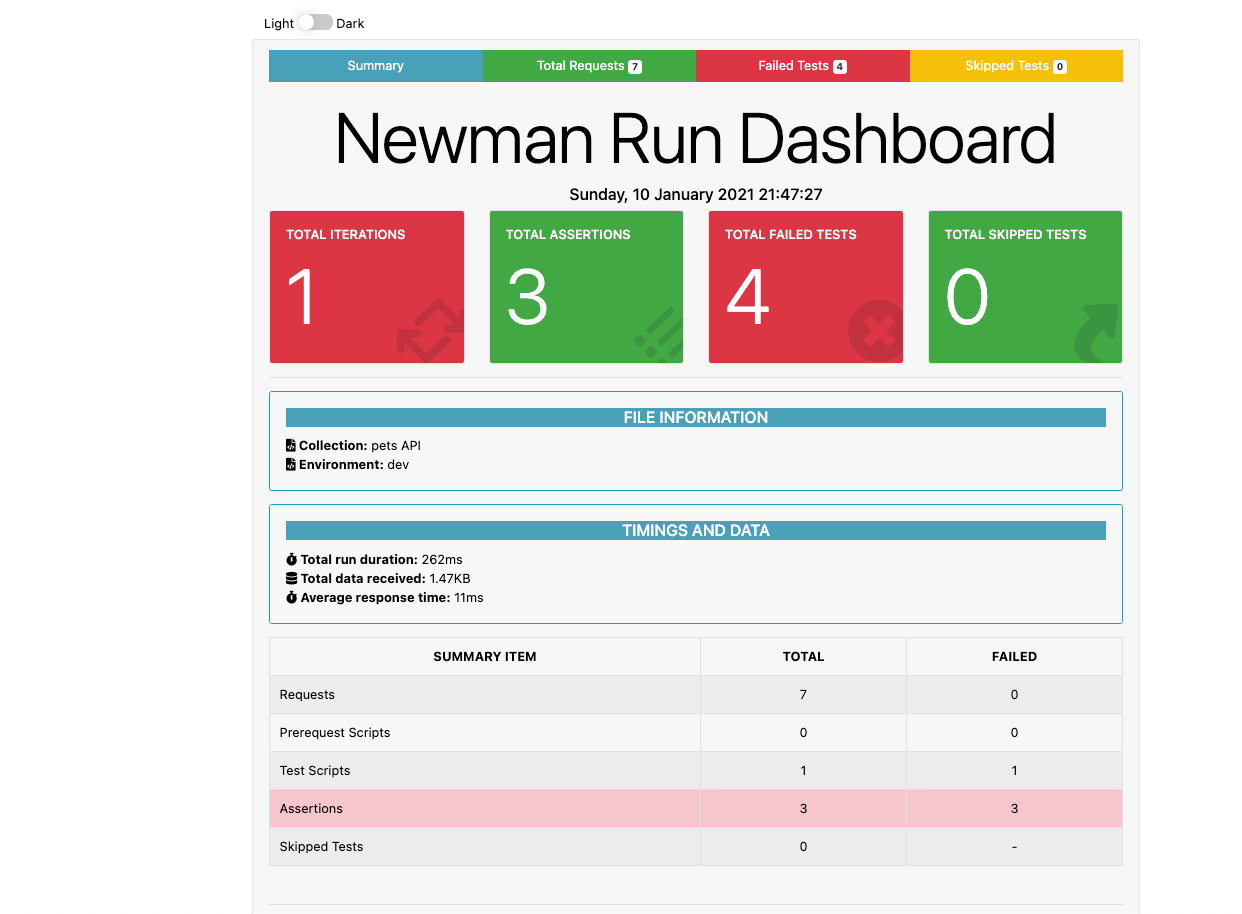 Light Dark
Summary Total Requests 7 Failed Tests 4 Skipped Tests 0
Newman Run Dashboard
Sunday, 10 January 2021 21:47:27
TOTAL ITERATIONS TOTAL ASSERTIONS TOTAL FAILED TESTS TOTAL SKIPPED TESTS
1 3 4 0
FILE INFORMATION
Collection: pets API
Environment: dev
TIMINGS AND DATA
Total run duration: 262ms
Total data received: 1.47KB
Average response time: 11ms
SUMMARY ITEM TOTAL FAILED
Requests 7 0
Prerequest Scripts 0 0
Test Scripts 1 1
Assertions 3 3
Skipped Tests 0 -